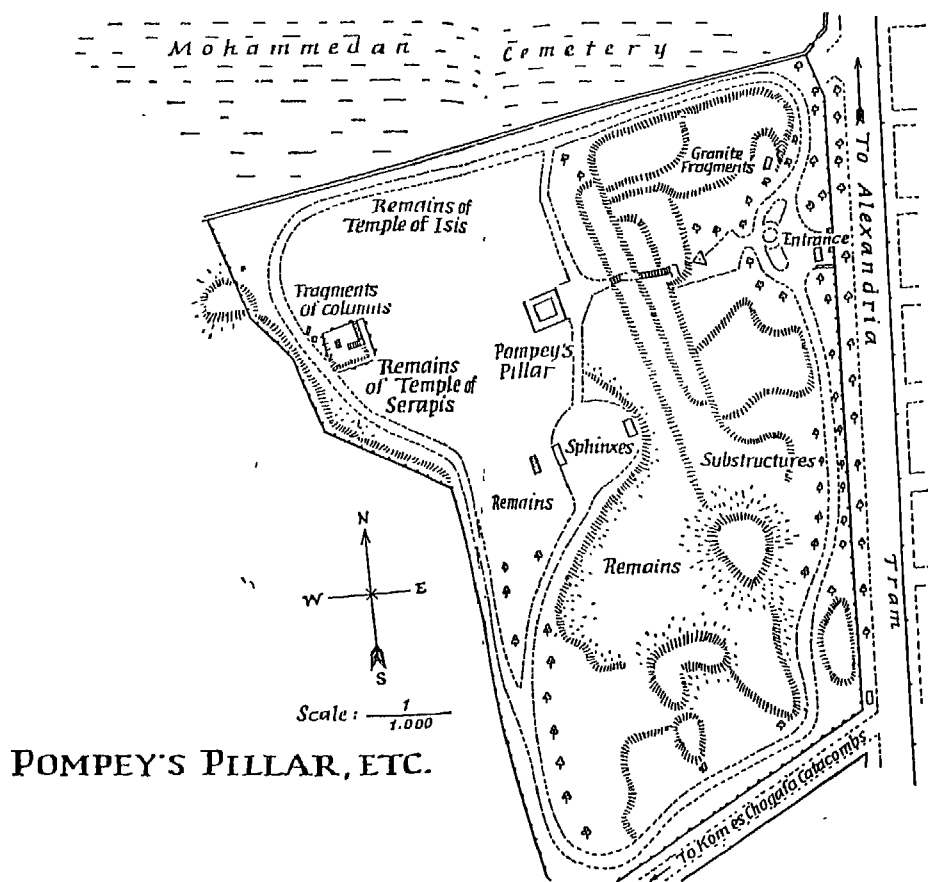 Mohammedan Cemetery
Granite
Fragments
To Alexandria
Remains of
Temple of Isis
Entrance
Fragments
of columns
Pompey's
Pillar
Remains
of Temple of
Serapis
Sphinxes
Substructures
Remains
Remains
Tram
N
W E
S
Scale: 1
1.000
POMPEY'S PILLAR, ETC.
To Kom es Chogafa Catacombs